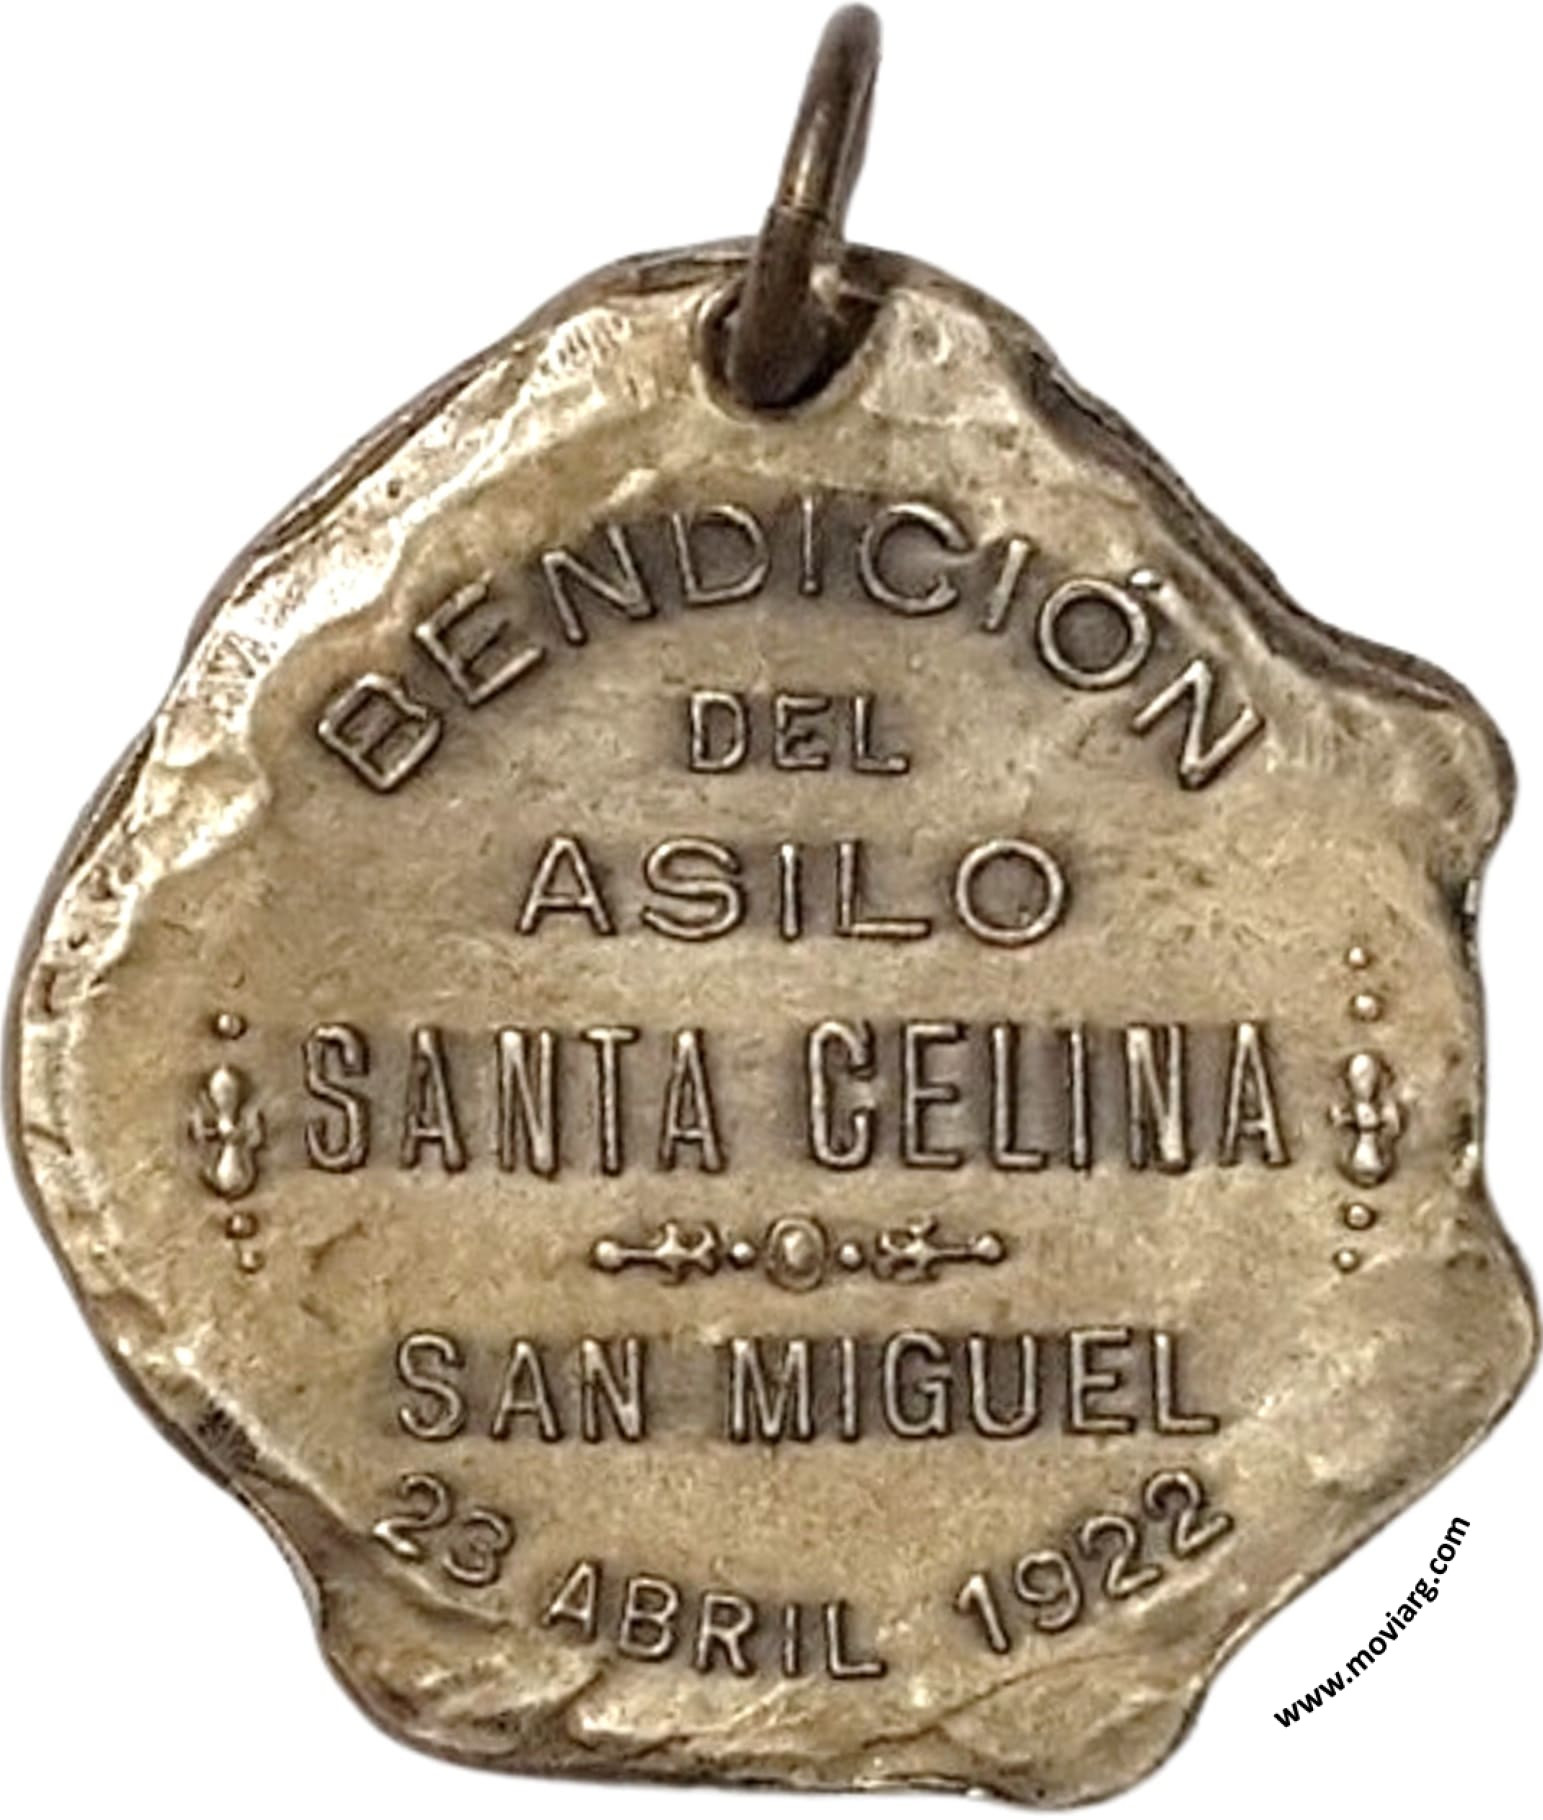 BENDICIÓN
DEL
ASILO
SANTA CELINA
SAN MIGUEL
23 ABRIL 1922
www.moviarg.com